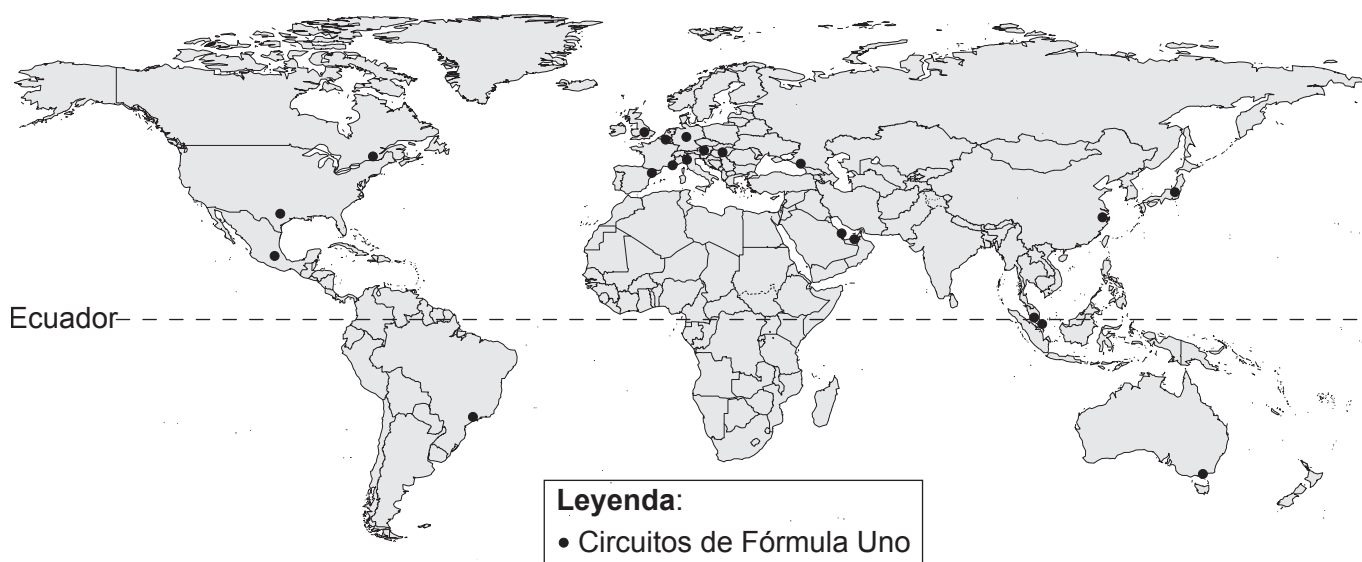 Ecuador
Leyenda:
• Circuitos de Fórmula Uno